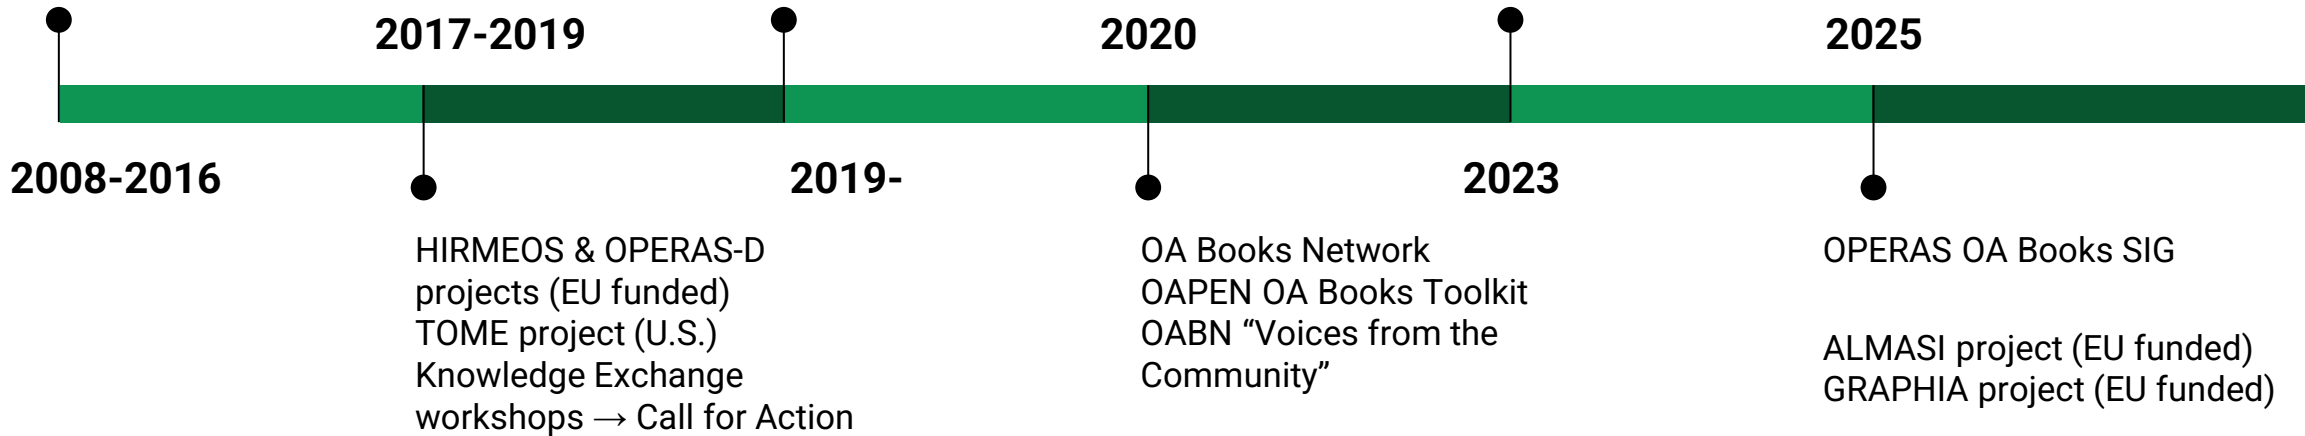 2017-2019
2020
2025
2008-2016
2019-
2023
HIRMEOS & OPERAS-D
projects (EU funded)
TOME project (U.S.)
Knowledge Exchange
workshops → Call for Action
OA Books Network
OAPEN OA Books Toolkit
OABN “Voices from the
Community”
OPERAS OA Books SIG
ALMASI project (EU funded)
GRAPHIA project (EU funded)